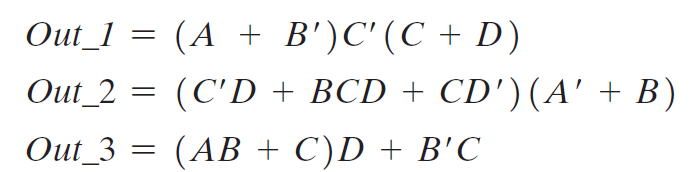 Out_1 = (A + B')C'(C + D)
Out_2 = (C'D + BCD + CD')(A' + B)
Out_3 = (AB + C)D + B'C